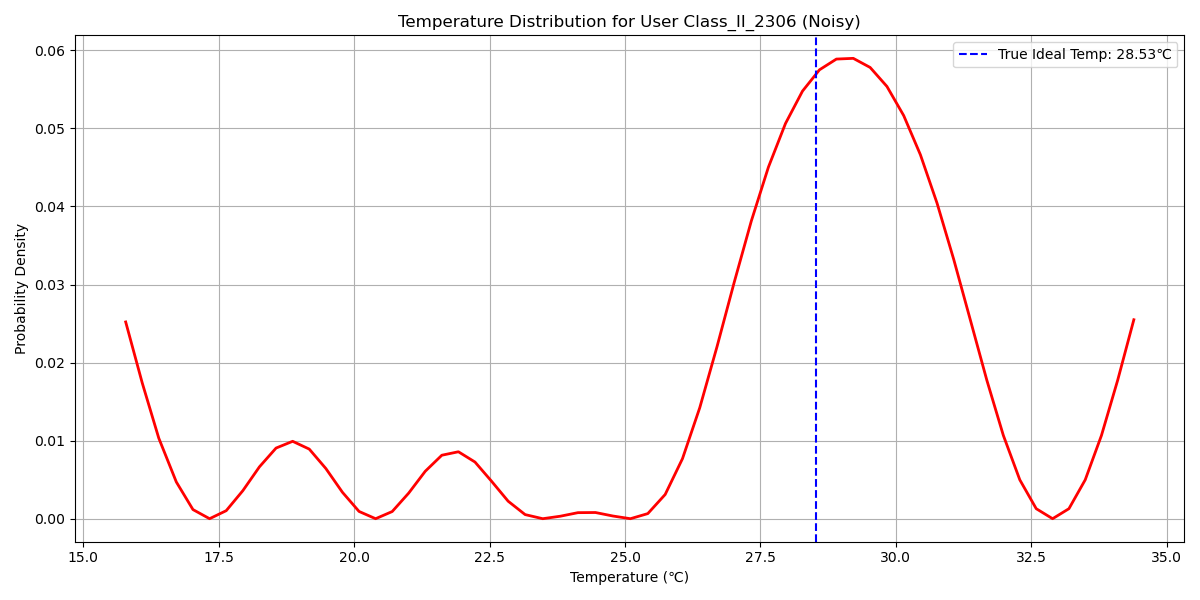 Temperature Distribution for User Class_II_2306 (Noisy)
True Ideal Temp: 28.53℃
Probability Density
0.06
0.05
0.04
0.03
0.02
0.01
0.00
15.0 17.5 20.0 22.5 25.0 27.5 30.0 32.5 35.0
Temperature (℃)